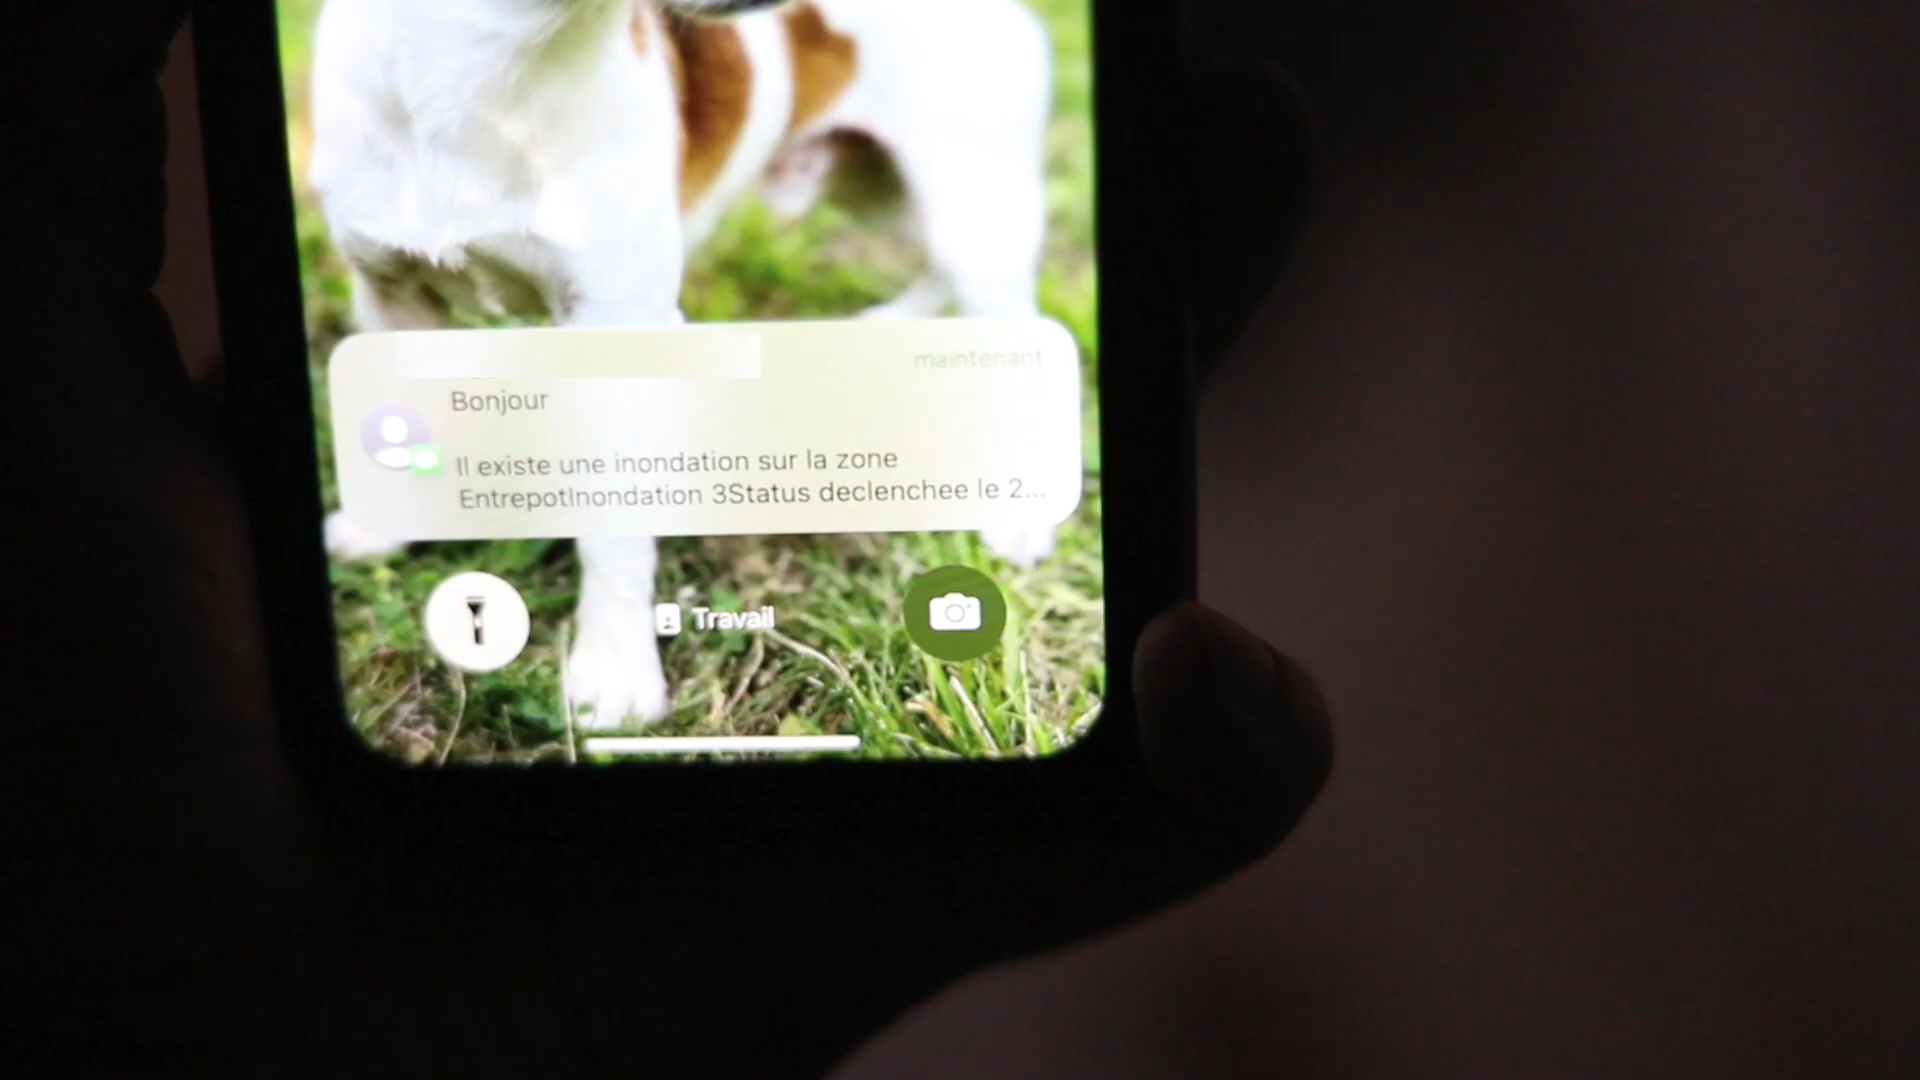 maintenant
Bonjour
Il existe une inondation sur la zone
EntrepotInondation 3Status declenchee le 2...
Travail